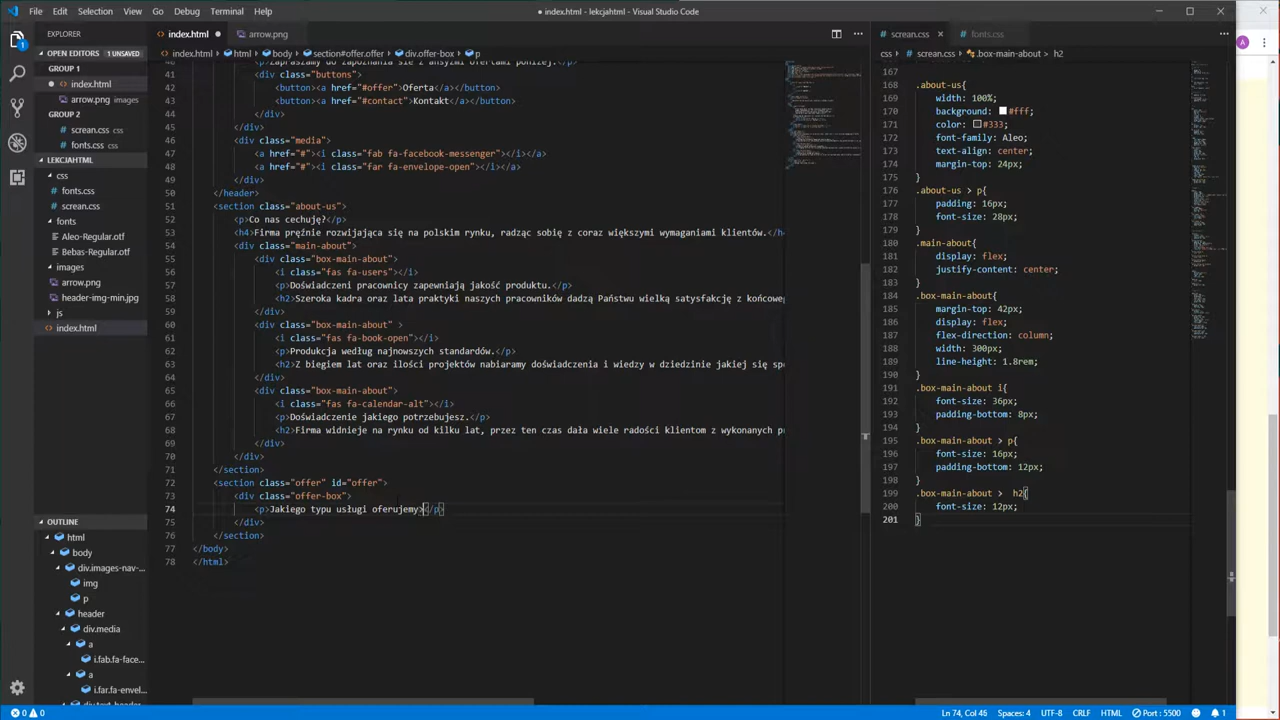 File Edit Selection View Go Debug Terminal Help
● index.html - lekcjahtml - Visual Studio Code
EXPLORER
OPEN EDITORS 1 UNSAVED
GROUP 1
index.html
arrow.png images
GROUP 2
screan.css css
fonts.css css
LEKCJAHTML
css
fonts.css
screan.css
fonts
Aleo-Regular.otf
Bebas-Regular.otf
images
arrow.png
header-img-min.jpg
js
index.html
OUTLINE
html
body
div.images-nav-...
img
p
header
div.media
a
i.fab.fa-face...
a
i.far.fa-envel...
index.html ● arrow.png
index.html > html > body > section#offer.offer > div.offer-box > p
41 <div class="buttons">
42 <button><a href="#offer">Oferta</a></button>
43 <button><a href="#contact">Kontakt</a></button>
44 </div>
45 </div>
46 <div class="media">
47 <a href="#"><i class="fab fa-facebook-messenger"></i></a>
48 <a href="#"><i class="far fa-envelope-open"></i></a>
49 </div>
50 </header>
51 <section class="about-us">
52 <p>Co nas cechuję?</p>
53 <h4>Firma prężnie rozwijająca się na polskim rynku, radząc sobię z coraz większymi wymaganiami klientów.</h
54 <div class="main-about">
55 <div class="box-main-about">
56 <i class="fas fa-users"></i>
57 <p>Doświadczeni pracownicy zapewniają jakość produktu.</p>
58 <h2>Szeroka kadra oraz lata praktyki naszych pracowników dadzą Państwu wielką satysfakcję z końcoweg
59 </div>
60 <div class="box-main-about" >
61 <i class="fas fa-book-open"></i>
62 <p>Produkcja według najnowszych standardów.</p>
63 <h2>Z biegiem lat oraz ilości projektów nabiaramy doświadczenia i wiedzy w dziedzinie jakiej się spe
64 </div>
65 <div class="box-main-about">
66 <i class="fas fa-calendar-alt"></i>
67 <p>Doświadczenie jakiego potrzebujesz.</p>
68 <h2>Firma widnieje na rynku od kilku lat, przez ten czas dała wiele radości klientom z wykonanych p
69 </div>
70 </div>
71 </section>
72 <section class="offer" id="offer">
73 <div class="offer-box">
74 <p>Jakiego typu usługi oferujemy></p>
75 </div>
76 </section>
77 </body>
78 </html>
screan.css × fonts.css
css > screan.css > .box-main-about > h2
167
168 .about-us{
169 width: 100%;
170 background: #fff;
171 color: #333;
172 font-family: Aleo;
173 text-align: center;
174 margin-top: 24px;
175 }
176 .about-us > p{
177 padding: 16px;
178 font-size: 28px;
179 }
180 .main-about{
181 display: flex;
182 justify-content: center;
183 }
184 .box-main-about{
185 margin-top: 42px;
186 display: flex;
187 flex-direction: column;
188 width: 300px;
189 line-height: 1.8rem;
190 }
191 .box-main-about i{
192 font-size: 36px;
193 padding-bottom: 8px;
194 }
195 .box-main-about > p{
196 font-size: 16px;
197 padding-bottom: 12px;
198 }
199 .box-main-about > h2{
200 font-size: 12px;
201 }
0 0
Ln 74, Col 46 Spaces: 4 UTF-8 CRLF HTML Port : 5500 1